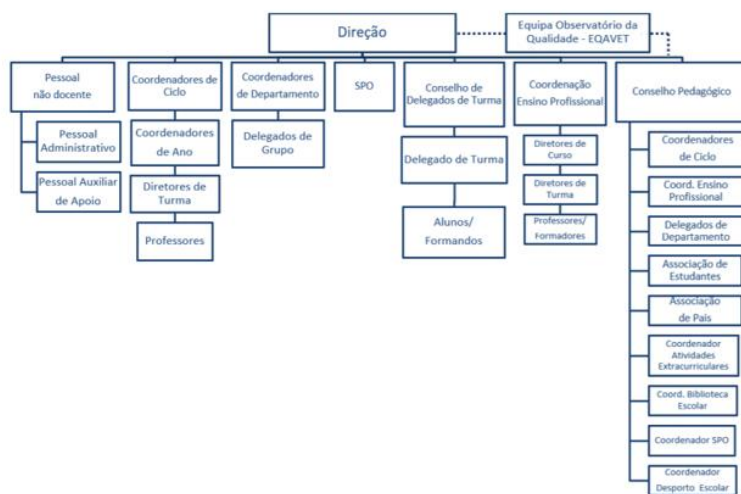 Direção
Equipa Observatório da
Qualidade - EQAVET
Pessoal
não docente
Coordenadores de
Ciclo
Coordenadores
de Departamento
SPO
Conselho de
Delegados de Turma
Coordenação
Ensino Profissional
Conselho Pedagógico
Pessoal
Administrativo
Pessoal Auxiliar
de Apoio
Coordenadores
de Ano
Diretores de
Turma
Professores
Delegados de
Grupo
Delegado de Turma
Alunos/
Formandos
Diretores de
Curso
Diretores de
Turma
Professores/
Formadores
Coordenadores
de Ciclo
Coord. Ensino
Profissional
Delegados de
Departamento
Associação de
Estudantes
Associação
de Pais
Coordenador
Atividades
Extracurriculares
Coord. Biblioteca
Escolar
Coordenador SPO
Coordenador
Desporto Escolar